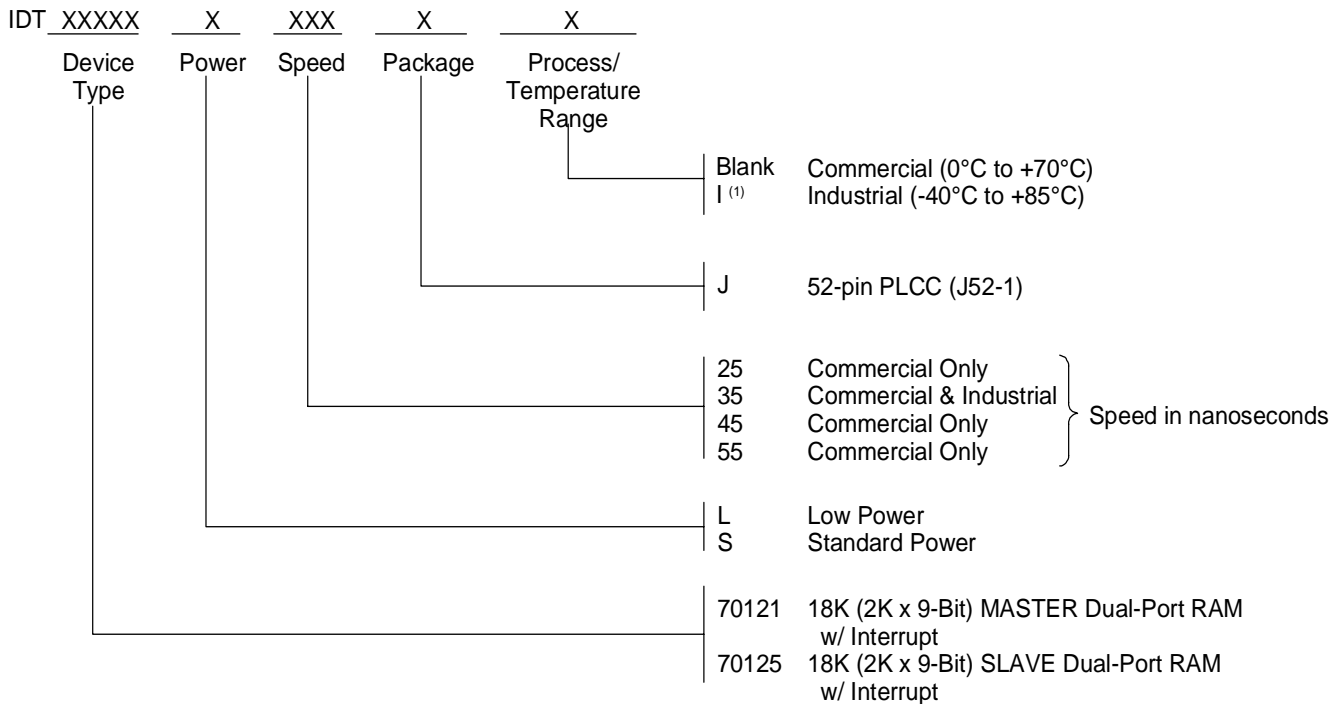 IDT XXXXX X XXX X X
Device Type Power Speed Package Process/ Temperature Range
Blank Commercial (0°C to +70°C)
I (1) Industrial (-40°C to +85°C)
J 52-pin PLCC (J52-1)
25 Commercial Only
35 Commercial & Industrial
45 Commercial Only
55 Commercial Only
Speed in nanoseconds
L Low Power
S Standard Power
70121 18K (2K x 9-Bit) MASTER Dual-Port RAM
w/ Interrupt
70125 18K (2K x 9-Bit) SLAVE Dual-Port RAM
w/ Interrupt